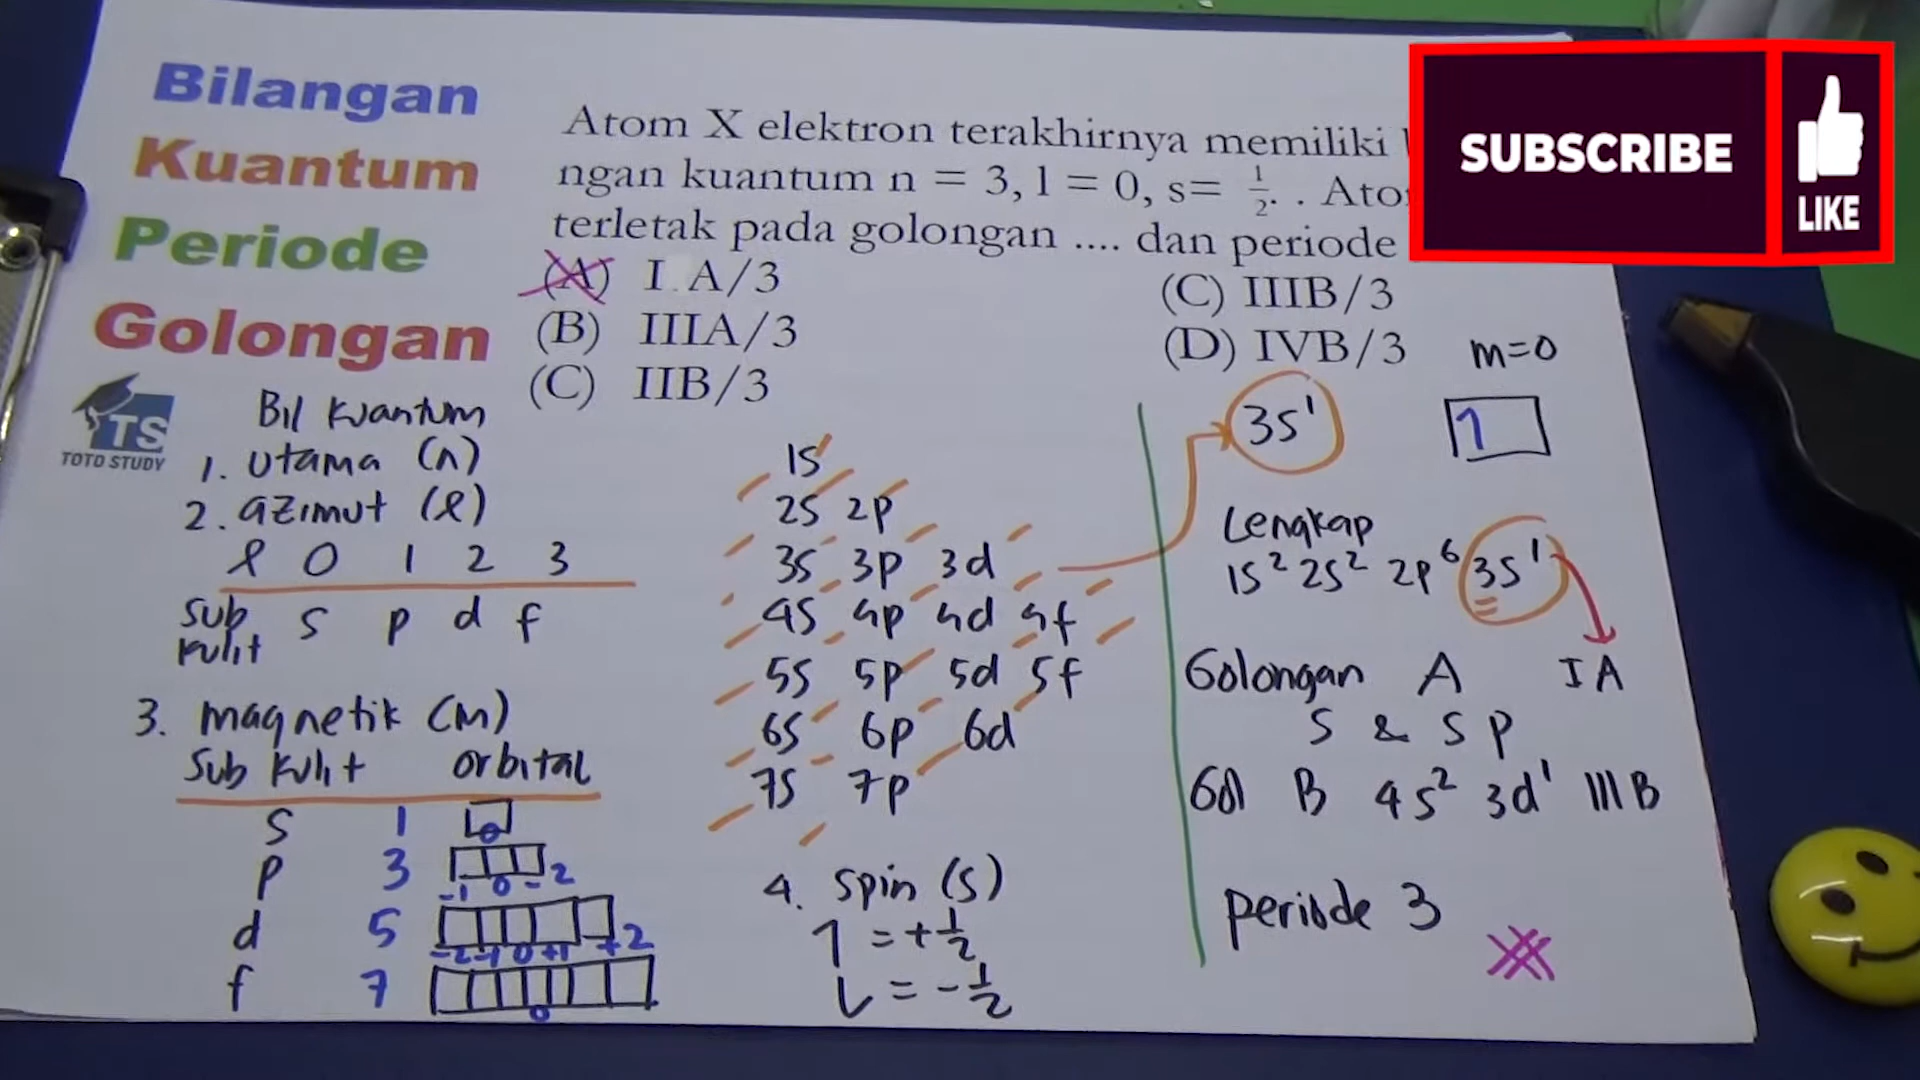 Bilangan
Kuantum
Periode
Golongan
TS
TOTO STUDY
Atom X elektron terakhirnya memiliki
ngan kuantum n = 3, l = 0, s= 1/2. . Ato
terletak pada golongan .... dan periode
(A) I A/3
(B) IIIA/3
(C) IIB/3
(C) IIIB/3
(D) IVB/3
SUBSCRIBE
LIKE
Bil kuantum
1. Utama (n)
2. azimut (l)
l 0 1 2 3
sub kulit s p d f
3. magnetik (m)
sub kulit orbital
s 1 0
p 3 -1 0 -2
d 5 -2 -1 0 +1 +2
f 7 0
1s
2s 2p
3s 3p 3d
4s 4p 4d 4f
5s 5p 5d 5f
6s 6p 6d
7s 7p
4. spin (s)
↿ = +1/2
⇂ = -1/2
3s¹
m=0
1
Lengkap
1s² 2s² 2p⁶ 3s¹
Golongan A IA
s & s p
Gol B 4s² 3d¹ IIIB
periode 3